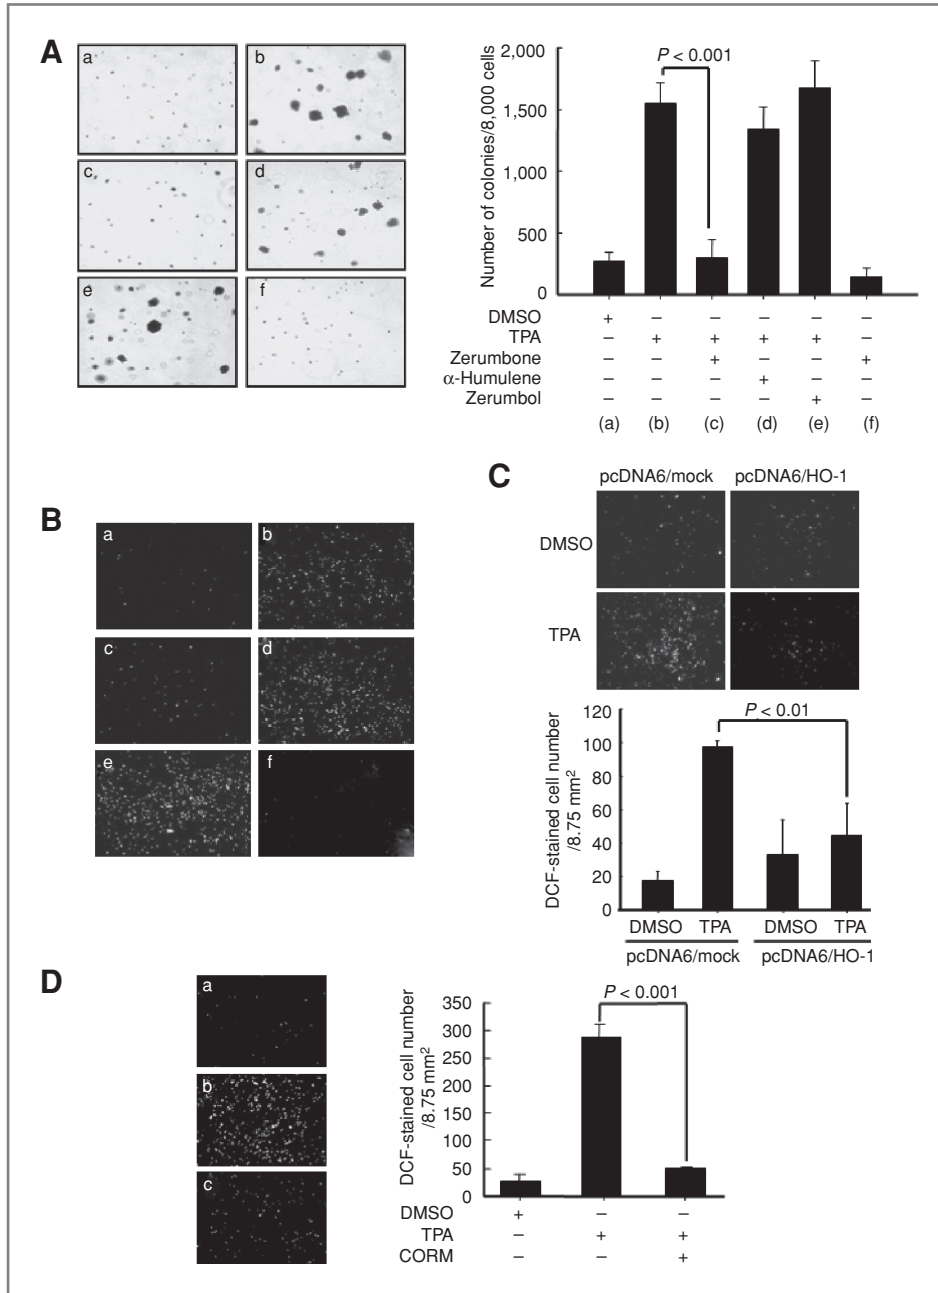 A
a
b
c
d
e
f
Number of colonies/8,000 cells
2,000
1,500
1,000
500
0
P < 0.001
DMSO + – – – – –
TPA – + + + + –
Zerumbone – – + – – +
α-Humulene – – – + – –
Zerumbol – – – – + –
(a) (b) (c) (d) (e) (f)
B
a
b
c
d
e
f
C
pcDNA6/mock pcDNA6/HO-1
DMSO
TPA
DCF-stained cell number
/8.75 mm²
120
100
80
60
40
20
0
P < 0.01
DMSO TPA DMSO TPA
pcDNA6/mock pcDNA6/HO-1
D
a
b
c
DCF-stained cell number
/8.75 mm²
350
300
250
200
150
100
50
0
P < 0.001
DMSO + – –
TPA – + +
CORM – – +